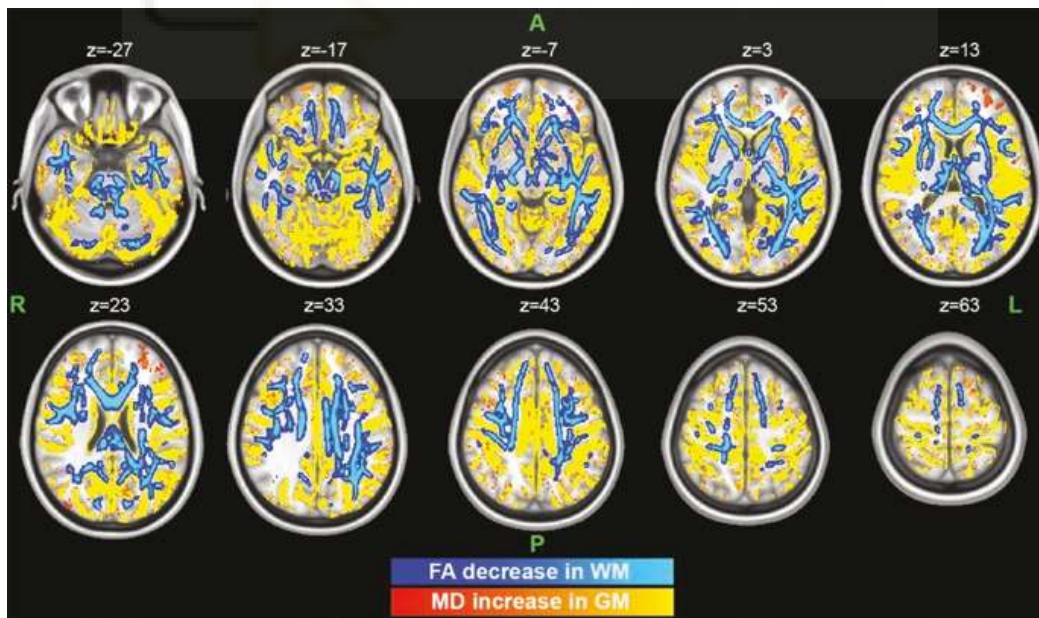 A
z=-27 z=-17 z=-7 z=3 z=13
R z=23 z=33 z=43 z=53 z=63 L
P
FA decrease in WM
MD increase in GM